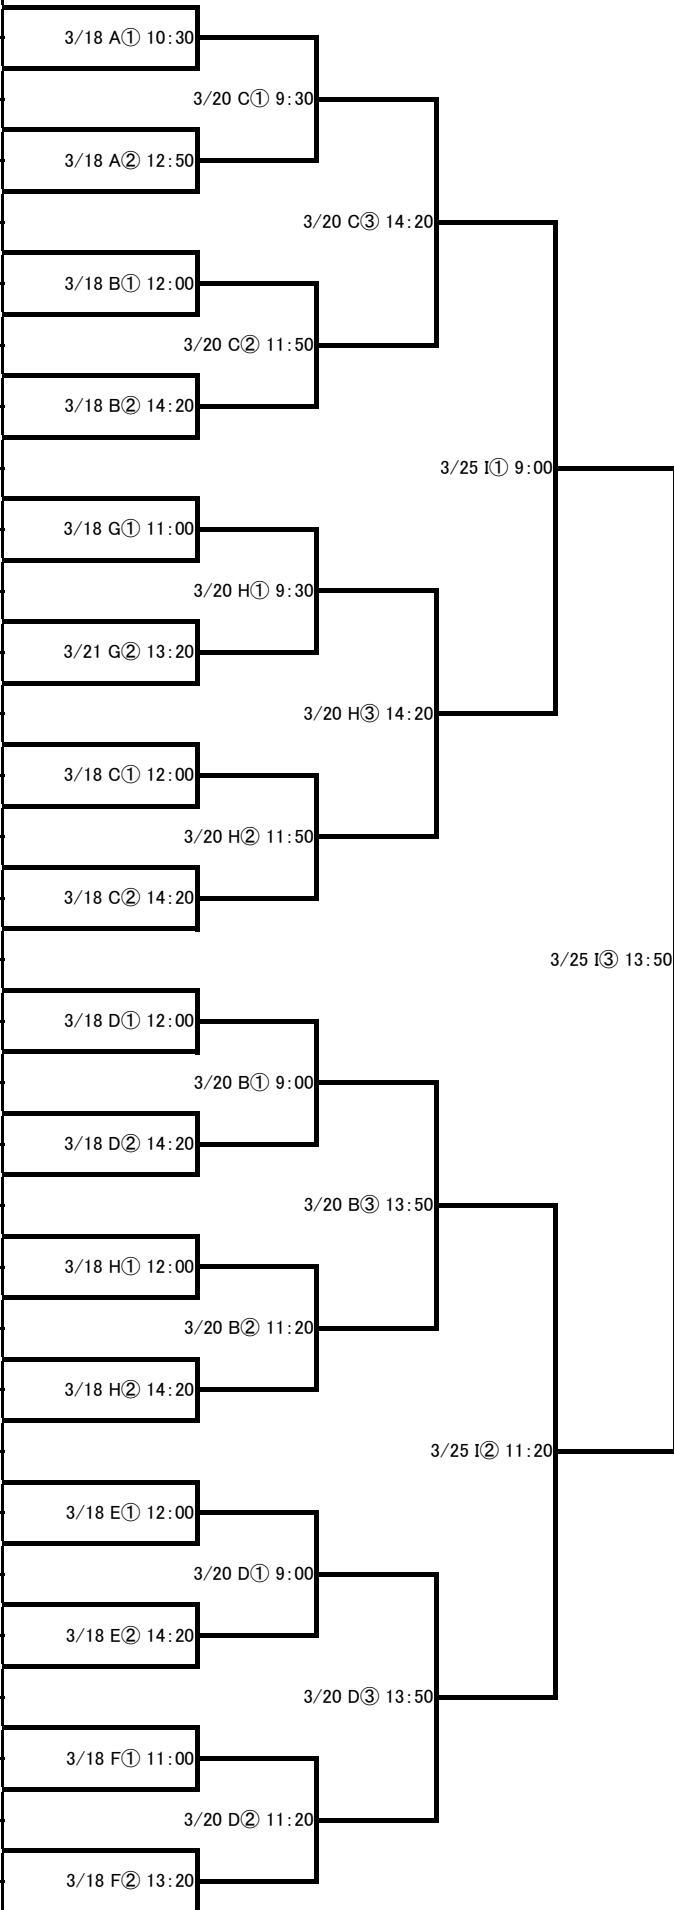 3/18 A① 10:30
3/20 C① 9:30
3/18 A② 12:50
3/20 C③ 14:20
3/18 B① 12:00
3/20 C② 11:50
3/18 B② 14:20
3/25 I① 9:00
3/18 G① 11:00
3/20 H① 9:30
3/21 G② 13:20
3/20 H③ 14:20
3/18 C① 12:00
3/20 H② 11:50
3/18 C② 14:20
3/25 I③ 13:50
3/18 D① 12:00
3/20 B① 9:00
3/18 D② 14:20
3/20 B③ 13:50
3/18 H① 12:00
3/20 B② 11:20
3/18 H② 14:20
3/25 I② 11:20
3/18 E① 12:00
3/20 D① 9:00
3/18 E② 14:20
3/20 D③ 13:50
3/18 F① 11:00
3/20 D② 11:20
3/18 F② 13:20